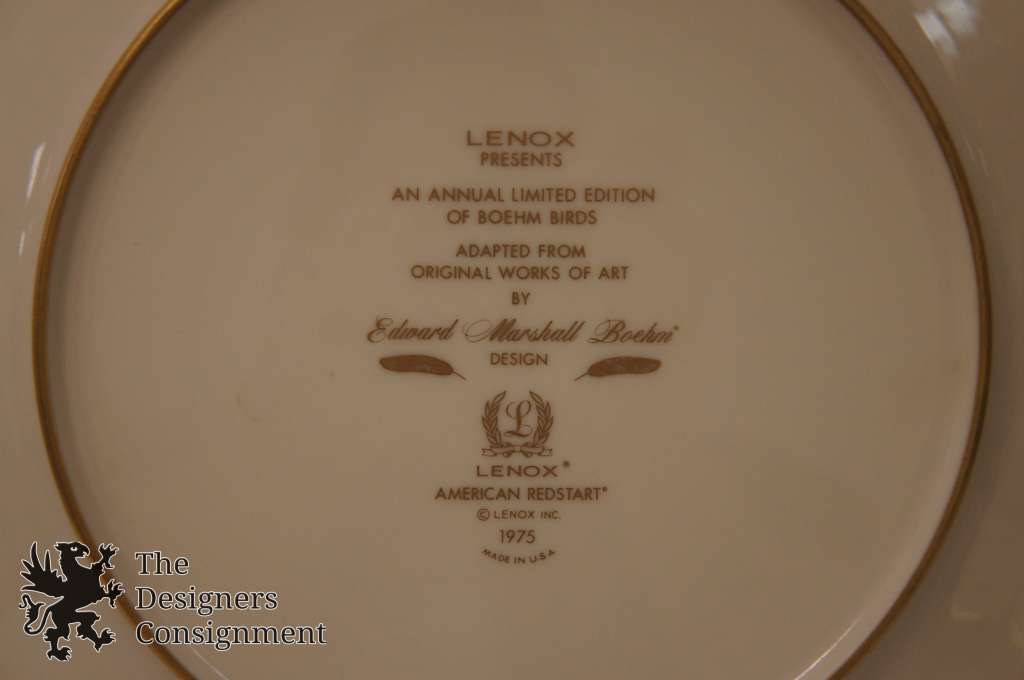 LENOX
PRESENTS
AN ANNUAL LIMITED EDITION
OF BOEHM BIRDS
ADAPTED FROM
ORIGINAL WORKS OF ART
BY
Edward Marshall Boehm®
DESIGN
L
LENOX®
AMERICAN REDSTART®
© LENOX INC.
1975
MADE IN U.S.A.
The
Designers
Consignment